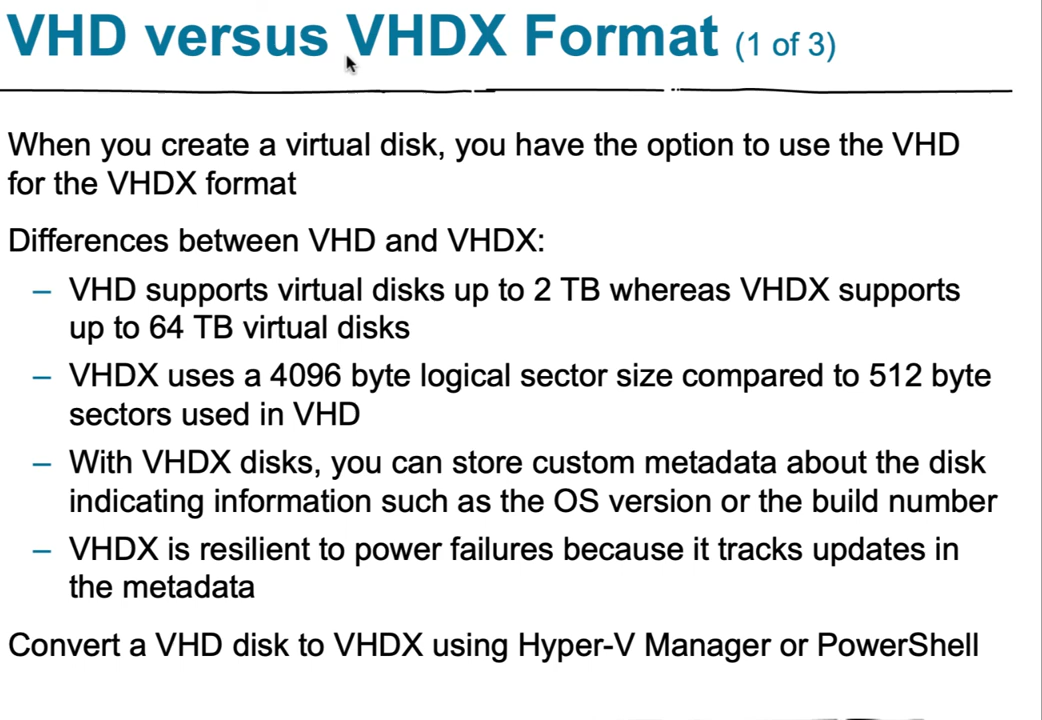 VHD versus VHDX Format (1 of 3)
When you create a virtual disk, you have the option to use the VHD
for the VHDX format
Differences between VHD and VHDX:
– VHD supports virtual disks up to 2 TB whereas VHDX supports
up to 64 TB virtual disks
– VHDX uses a 4096 byte logical sector size compared to 512 byte
sectors used in VHD
– With VHDX disks, you can store custom metadata about the disk
indicating information such as the OS version or the build number
– VHDX is resilient to power failures because it tracks updates in
the metadata
Convert a VHD disk to VHDX using Hyper-V Manager or PowerShell